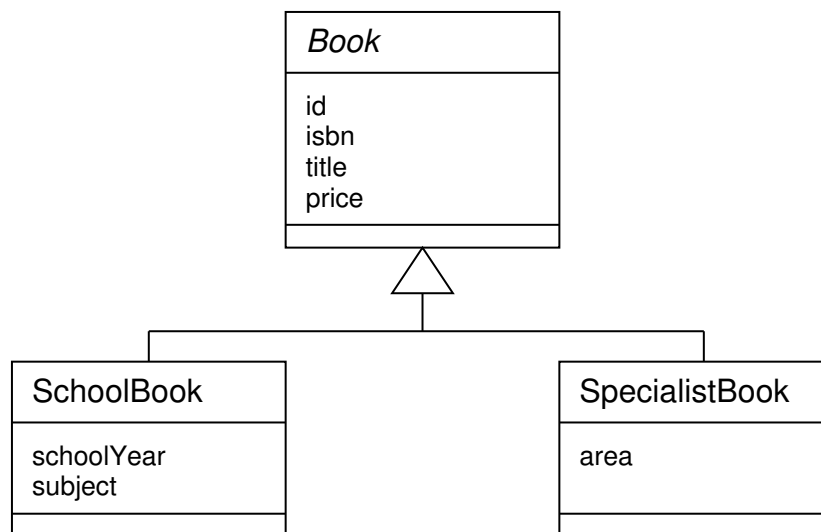 Book
id
isbn
title
price
SchoolBook
schoolYear
subject
SpecialistBook
area